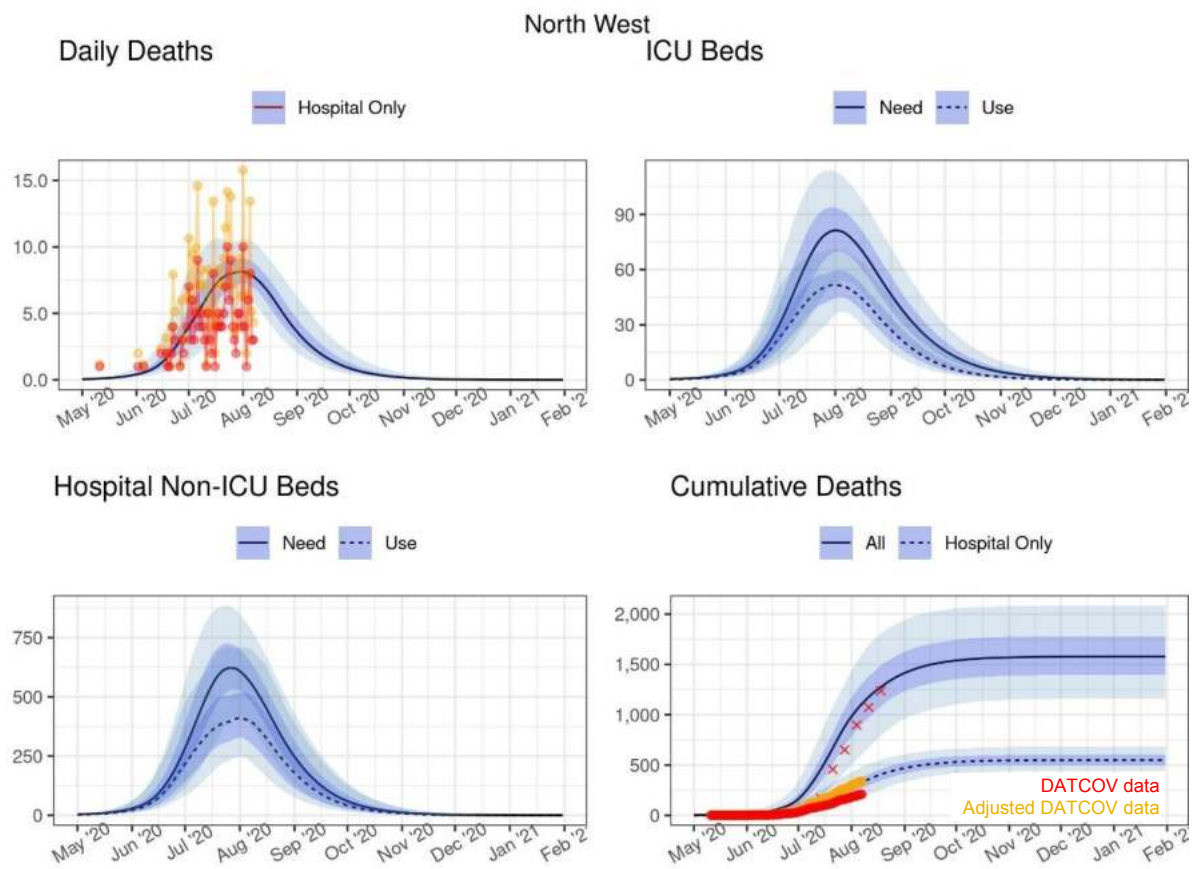 North West
Daily Deaths
ICU Beds
Hospital Only
Need Use
15.0
10.0
5.0
0.0
May '20 Jun '20 Jul '20 Aug '20 Sep '20 Oct '20 Nov '20 Dec '20 Jan '21 Feb '2
90
60
30
0
May '20 Jun '20 Jul '20 Aug '20 Sep '20 Oct '20 Nov '20 Dec '20 Jan '21 Feb '2
Hospital Non-ICU Beds
Cumulative Deaths
Need Use
All Hospital Only
750
500
250
0
May '20 Jun '20 Jul '20 Aug '20 Sep '20 Oct '20 Nov '20 Dec '20 Jan '21 Feb '2
2,000
1,500
1,000
500
0
DATCOV data
Adjusted DATCOV data
May '20 Jun '20 Jul '20 Aug '20 Sep '20 Oct '20 Nov '20 Dec '20 Jan '21 Feb '2